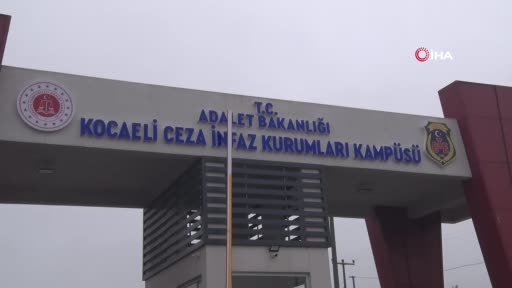 İHA
T.C.
ADALET BAKANLIĞI
KOCAELİ CEZA İNFAZ KURUMLARI KAMPÜSÜ